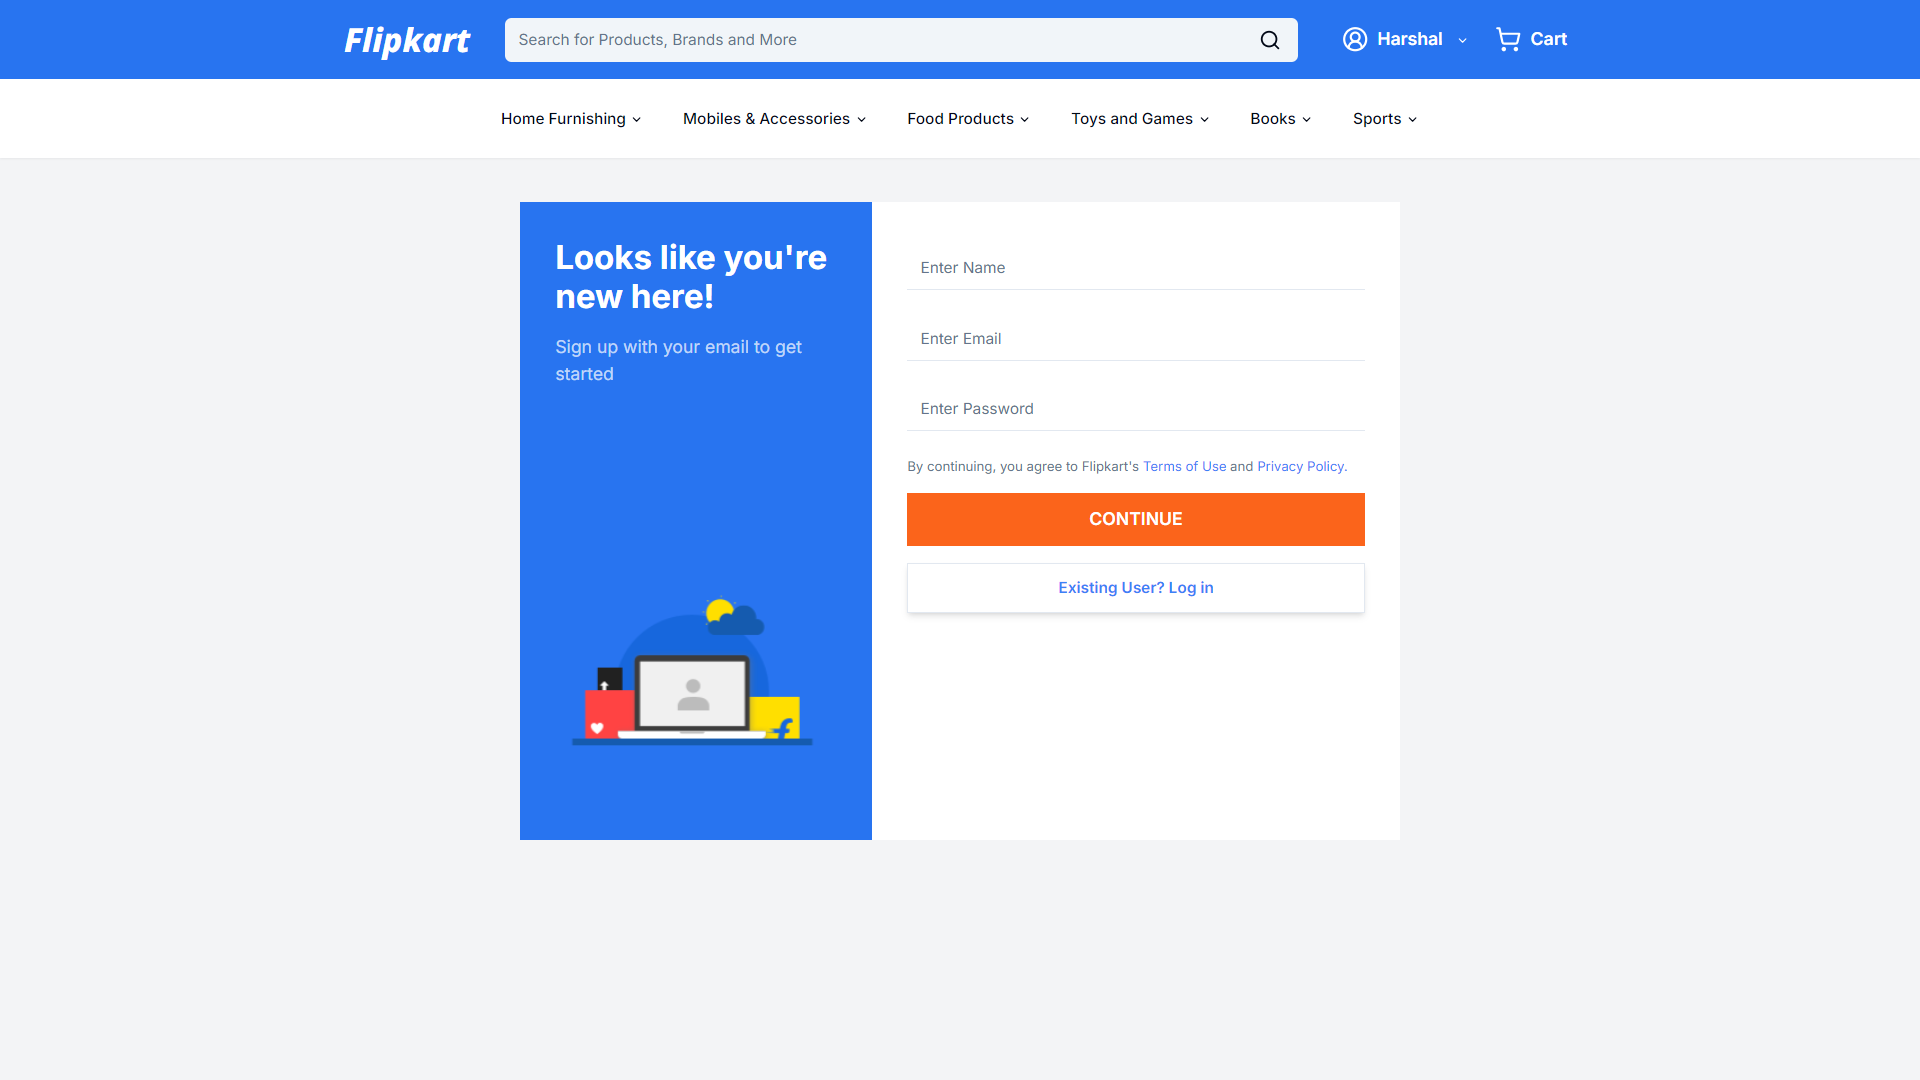 Flipkart
Search for Products, Brands and More
Harshal
Cart
Home Furnishing
Mobiles & Accessories
Food Products
Toys and Games
Books
Sports
Looks like you're
new here!
Sign up with your email to get
started
Enter Name
Enter Email
Enter Password
By continuing, you agree to Flipkart's Terms of Use and Privacy Policy.
CONTINUE
Existing User? Log in